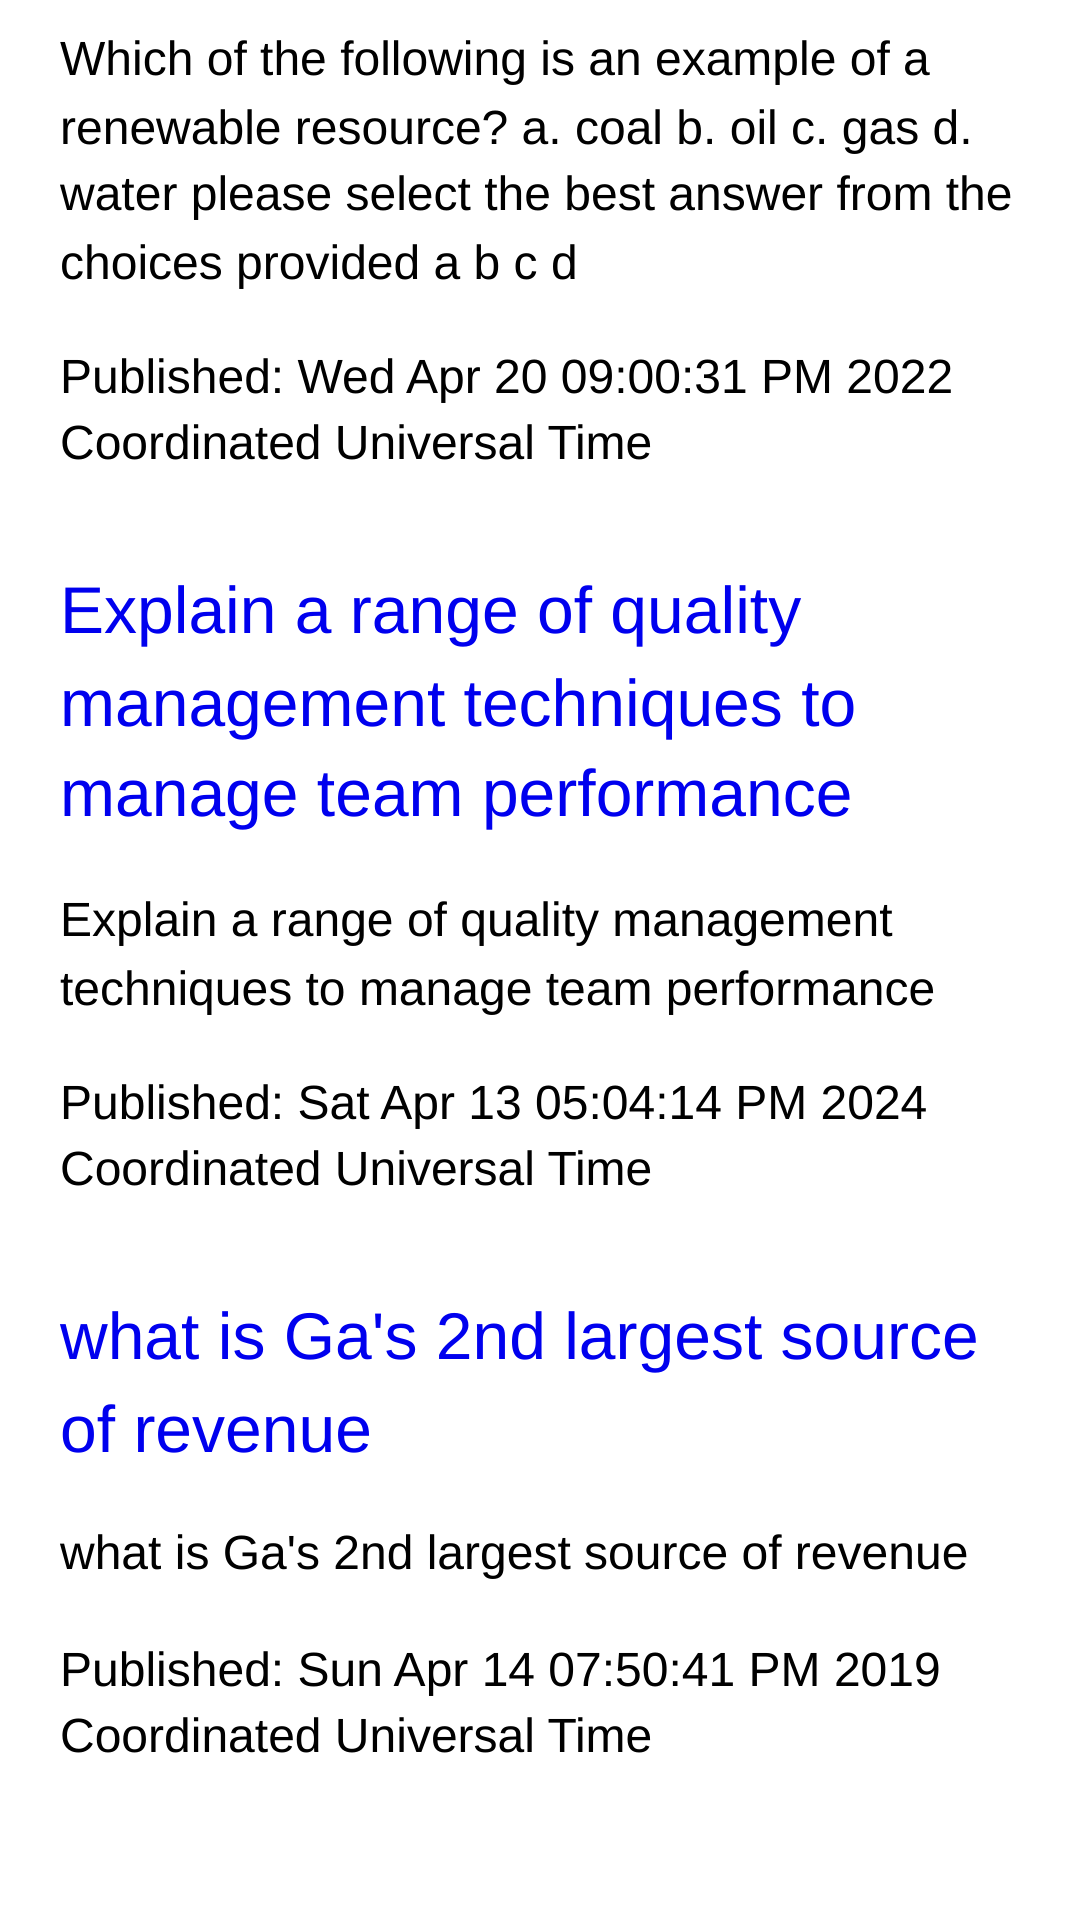 Which of the following is an example of a
renewable resource? a. coal b. oil c. gas d.
water please select the best answer from the
choices provided a b c d
Published: Wed Apr 20 09:00:31 PM 2022
Coordinated Universal Time
Explain a range of quality
management techniques to
manage team performance
Explain a range of quality management
techniques to manage team performance
Published: Sat Apr 13 05:04:14 PM 2024
Coordinated Universal Time
what is Ga's 2nd largest source
of revenue
what is Ga's 2nd largest source of revenue
Published: Sun Apr 14 07:50:41 PM 2019
Coordinated Universal Time